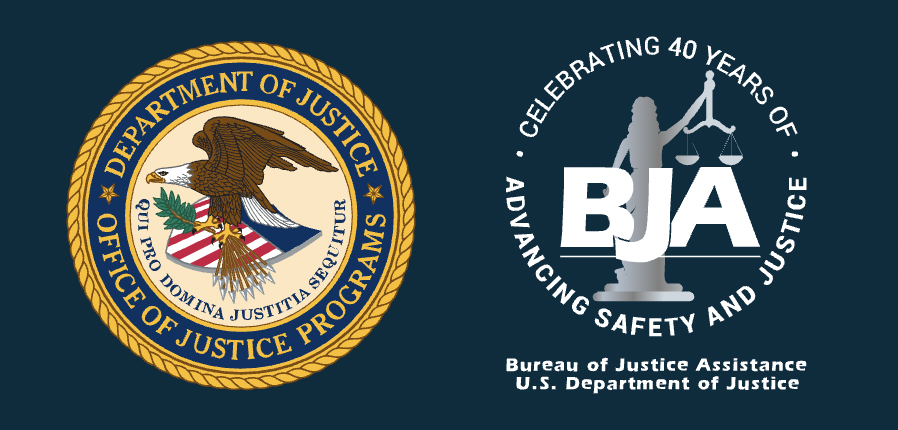 DEPARTMENT OF JUSTICE
OFFICE OF JUSTICE PROGRAMS
QUI PRO DOMINA JUSTITIA SEQUITUR
• CELEBRATING 40 YEARS OF •
BJA
ADVANCING SAFETY AND JUSTICE
Bureau of Justice Assistance
U.S. Department of Justice